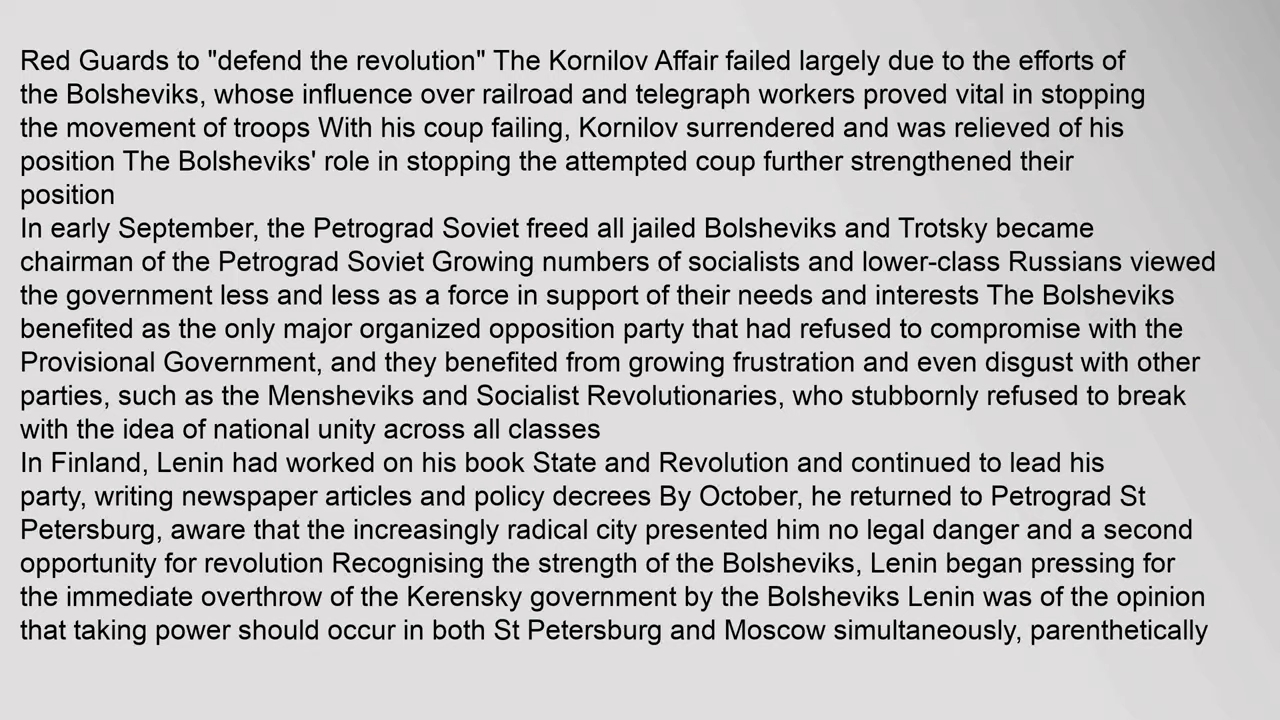 Red Guards to "defend the revolution" The Kornilov Affair failed largely due to the efforts of
the Bolsheviks, whose influence over railroad and telegraph workers proved vital in stopping
the movement of troops With his coup failing, Kornilov surrendered and was relieved of his
position The Bolsheviks' role in stopping the attempted coup further strengthened their
position
In early September, the Petrograd Soviet freed all jailed Bolsheviks and Trotsky became
chairman of the Petrograd Soviet Growing numbers of socialists and lower-class Russians viewed
the government less and less as a force in support of their needs and interests The Bolsheviks
benefited as the only major organized opposition party that had refused to compromise with the
Provisional Government, and they benefited from growing frustration and even disgust with other
parties, such as the Mensheviks and Socialist Revolutionaries, who stubbornly refused to break
with the idea of national unity across all classes
In Finland, Lenin had worked on his book State and Revolution and continued to lead his
party, writing newspaper articles and policy decrees By October, he returned to Petrograd St
Petersburg, aware that the increasingly radical city presented him no legal danger and a second
opportunity for revolution Recognising the strength of the Bolsheviks, Lenin began pressing for
the immediate overthrow of the Kerensky government by the Bolsheviks Lenin was of the opinion
that taking power should occur in both St Petersburg and Moscow simultaneously, parenthetically